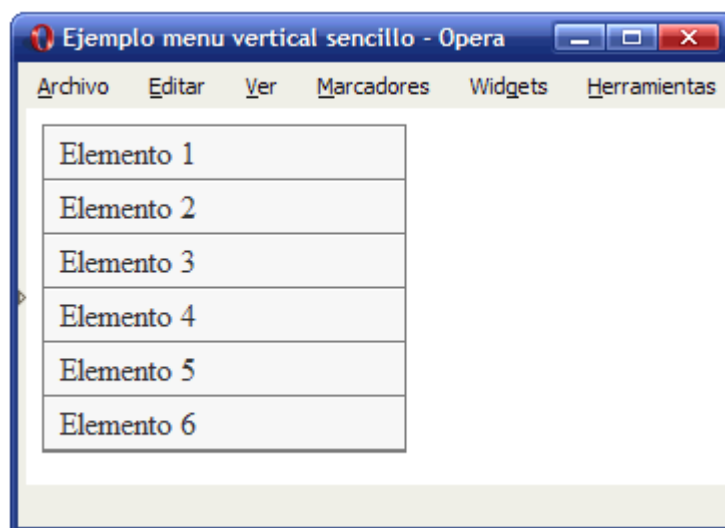 Ejemplo menu vertical sencillo - Opera
Archivo Editar Ver Marcadores Widgets Herramientas
Elemento 1
Elemento 2
Elemento 3
Elemento 4
Elemento 5
Elemento 6